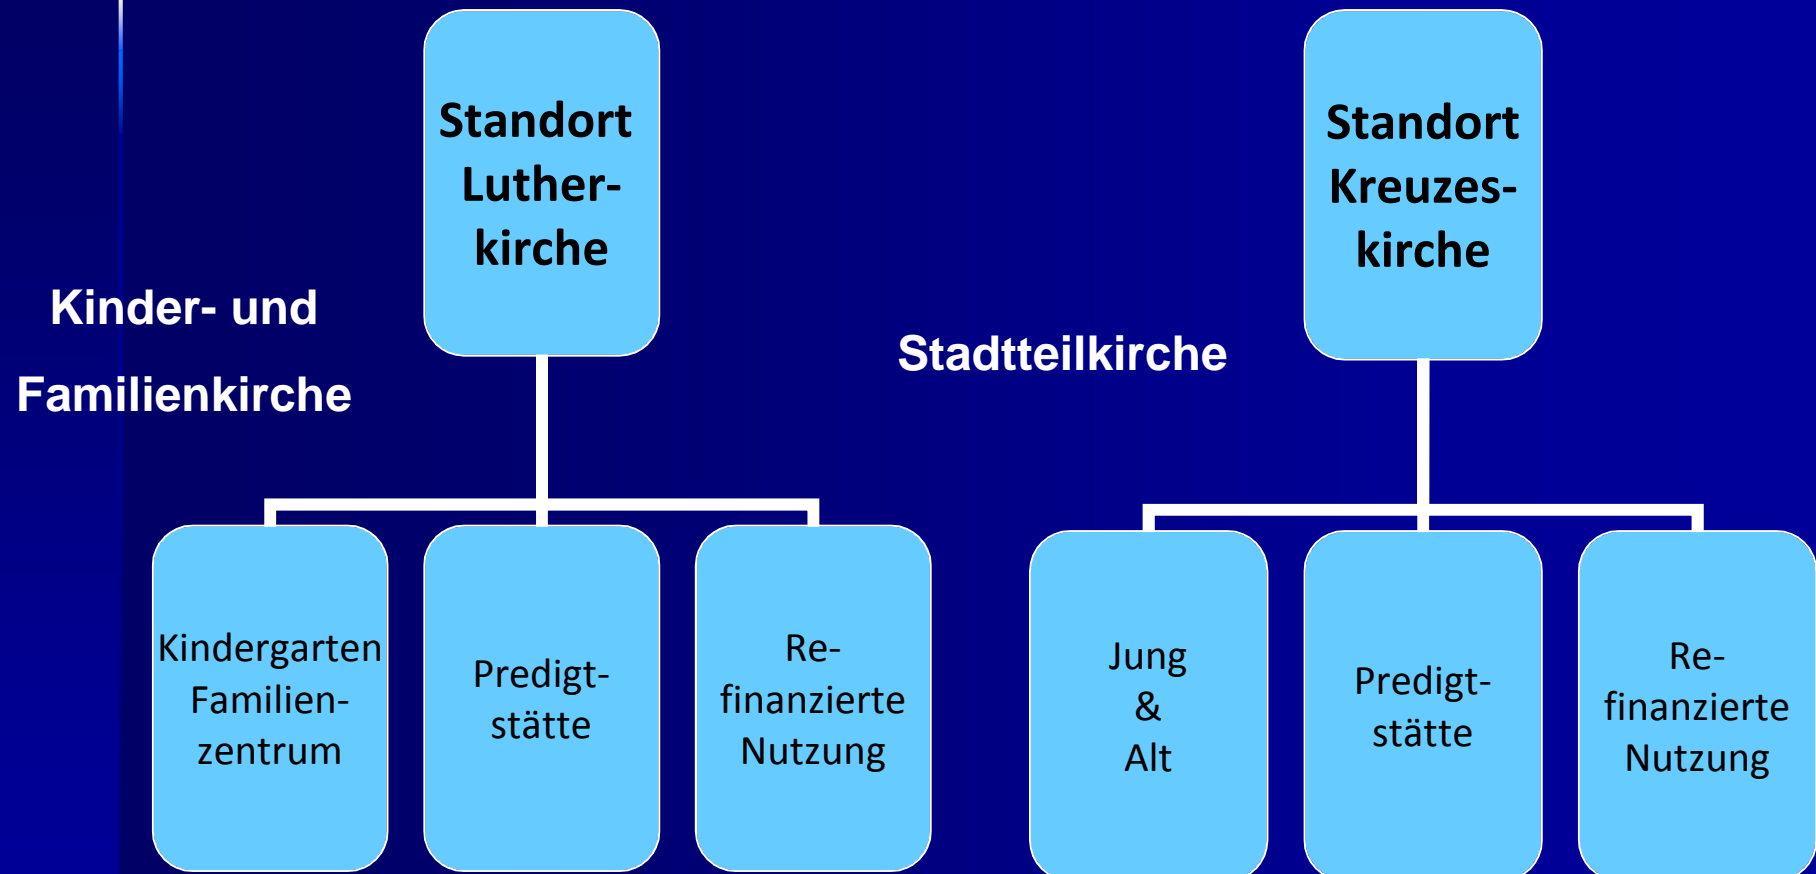 Standort
Luther-
kirche
Standort
Kreuzes-
kirche
Kinder- und
Familienkirche
Stadtteilkirche
Kindergarten
Familien-
zentrum
Predigt-
stätte
Re-
finanzierte
Nutzung
Jung
&
Alt
Predigt-
stätte
Re-
finanzierte
Nutzung